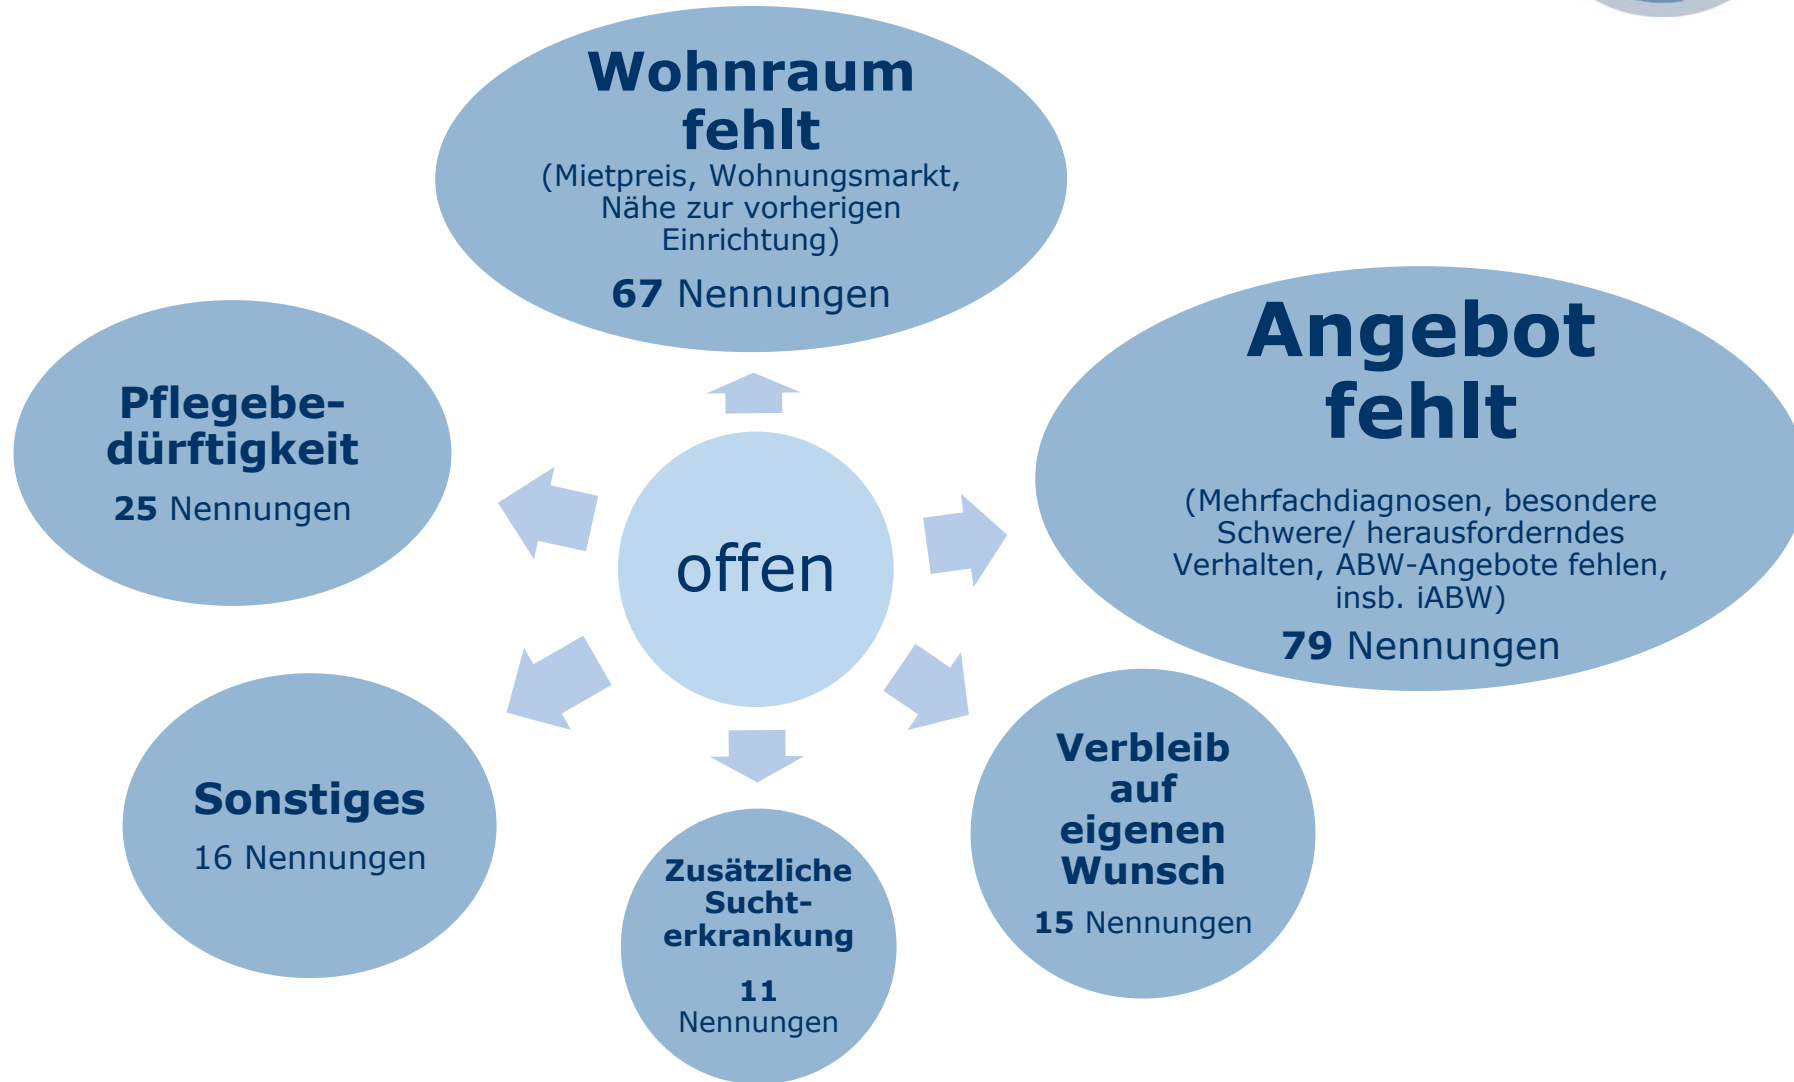 Wohnraum
fehlt
(Mietpreis, Wohnungsmarkt,
Nähe zur vorherigen
Einrichtung)
67 Nennungen
Angebot
fehlt
(Mehrfachdiagnosen, besondere
Schwere/ herausforderndes
Verhalten, ABW-Angebote fehlen,
insb. iABW)
79 Nennungen
Pflegebe-
dürftigkeit
25 Nennungen
offen
Verbleib
auf
eigenen
Wunsch
15 Nennungen
Sonstiges
16 Nennungen
Zusätzliche
Sucht-
erkrankung
11
Nennungen